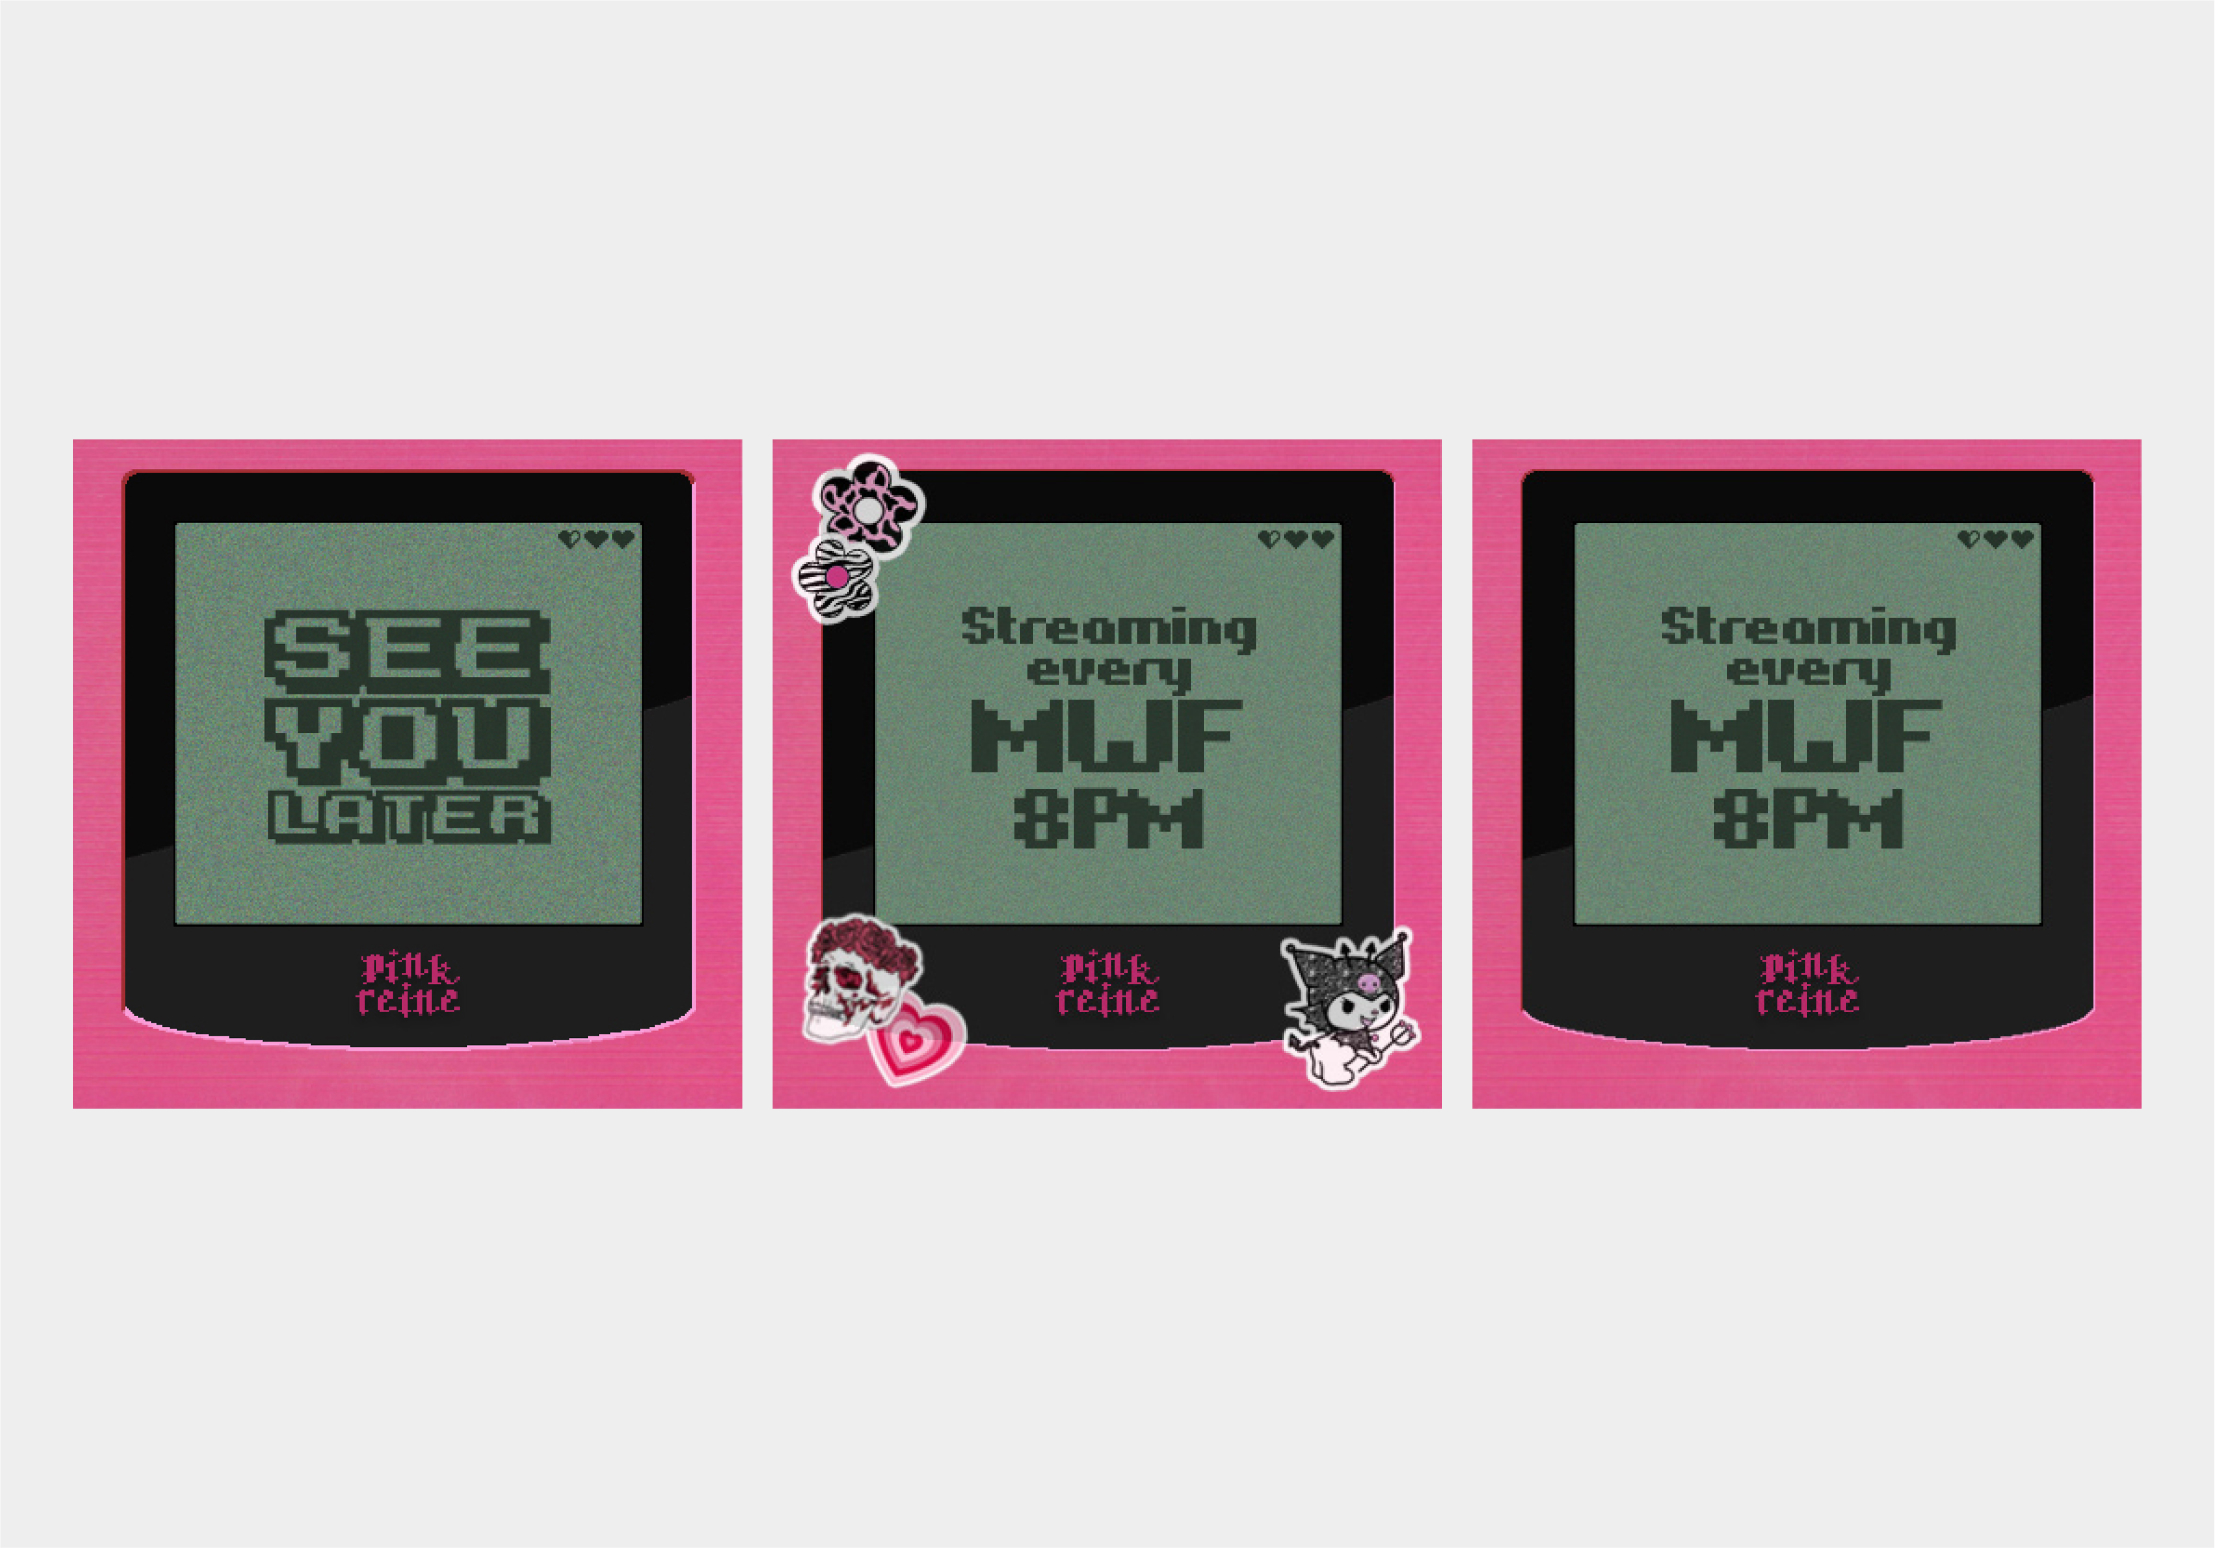 SEE
YOU
LATER
pink
reine
Streaming
every
MWF
8PM
pink
reine
Streaming
every
MWF
8PM
pink
reine